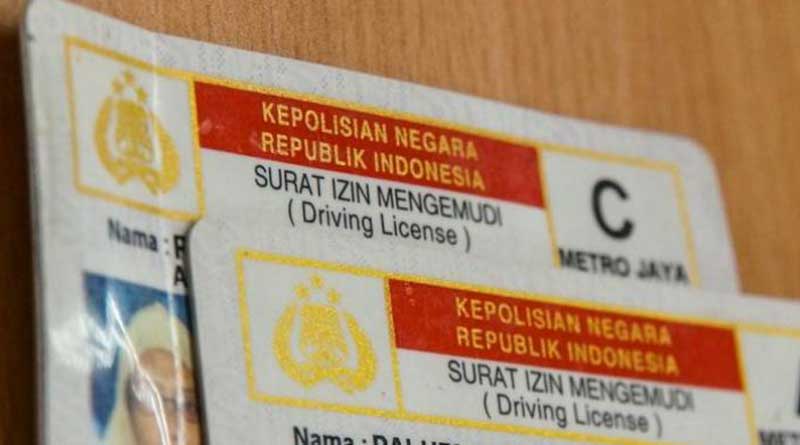 KEPOLISIAN NEGARA
REPUBLIK INDONESIA
SURAT IZIN MENGEMUDI
( Driving License )
C
METRO JAYA
Nama :
KEPOLISIAN NEGARA
REPUBLIK INDONESIA
SURAT IZIN MENGEMUDI
( Driving License )
METRO
Nama :